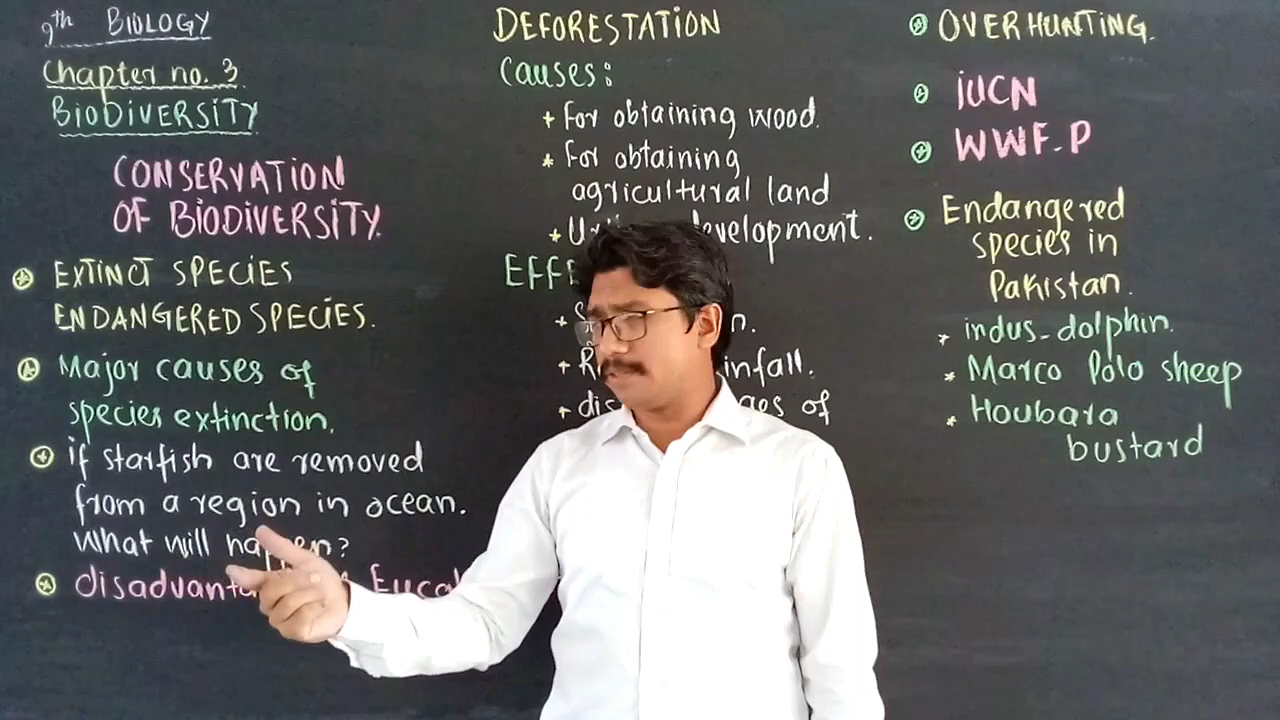 9th BIOLOGY
Chapter no. 3
BIODIVERSITY
CONSERVATION
OF BIODIVERSITY
EXTINCT SPECIES
ENDANGERED SPECIES.
Major causes of
species extinction.
if starfish are removed
from a region in ocean.
What will happen?
DEFORESTATION
Causes:
+ For obtaining wood.
* For obtaining
agricultural land
OVERHUNTING.
IUCN
WWF-P
Endangered
species in
Pakistan.
* indus-dolphin.
* Marco Polo sheep
* Houbara
bustard